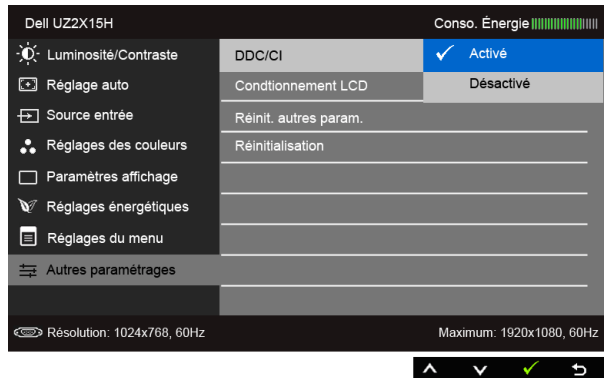 Dell UZ2X15H
Conso. Énergie
Luminosité/Contraste
DDC/CI
Activé
Réglage auto
Condtionnement LCD
Désactivé
Source entrée
Réinit. autres param.
Réglages des couleurs
Réinitialisation
Paramètres affichage
Réglages énergétiques
Réglages du menu
Autres paramétrages
Résolution: 1024x768, 60Hz
Maximum: 1920x1080, 60Hz